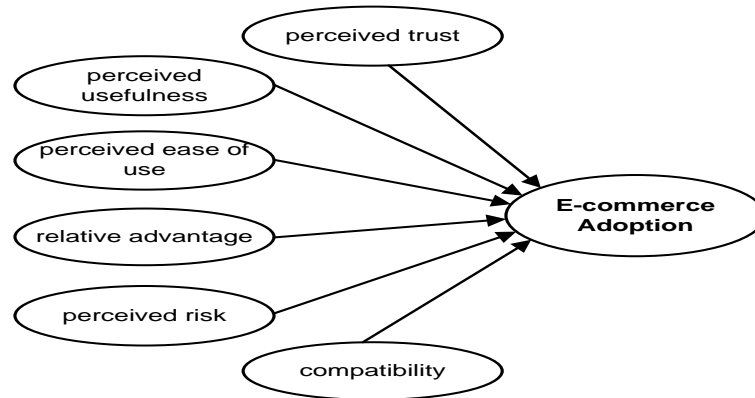 perceived trust
perceived
usefulness
perceived ease of
use
relative advantage
perceived risk
compatibility
E-commerce
Adoption